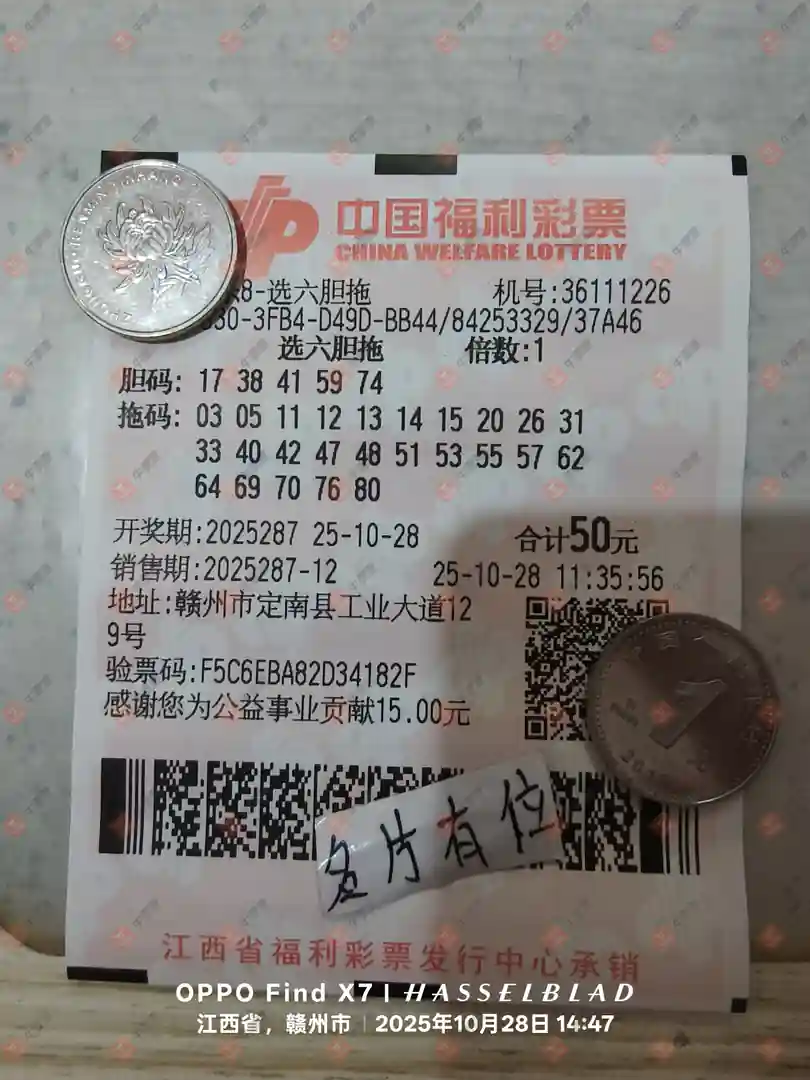 中国福利彩票
CHINA WELFARE LOTTERY
8-选六胆拖 机号:36111226
30-3FB4-D49D-BB44/84253329/37A46
选六胆拖 倍数:1
胆码: 17 38 41 59 74
拖码: 03 05 11 12 13 14 15 20 26 31
33 40 42 47 48 51 53 55 57 62
64 69 70 76 80
开奖期:2025287 25-10-28 合计50元
销售期:2025287-12 25-10-28 11:35:56
地址:赣州市定南县工业大道12
9号
验票码:F5C6EBA82D34182F
感谢您为公益事业贡献15.00元
名片有位
江西省福利彩票发行中心承销
OPPO Find X7 | HASSELBLAD
江西省，赣州市 | 2025年10月28日 14:47